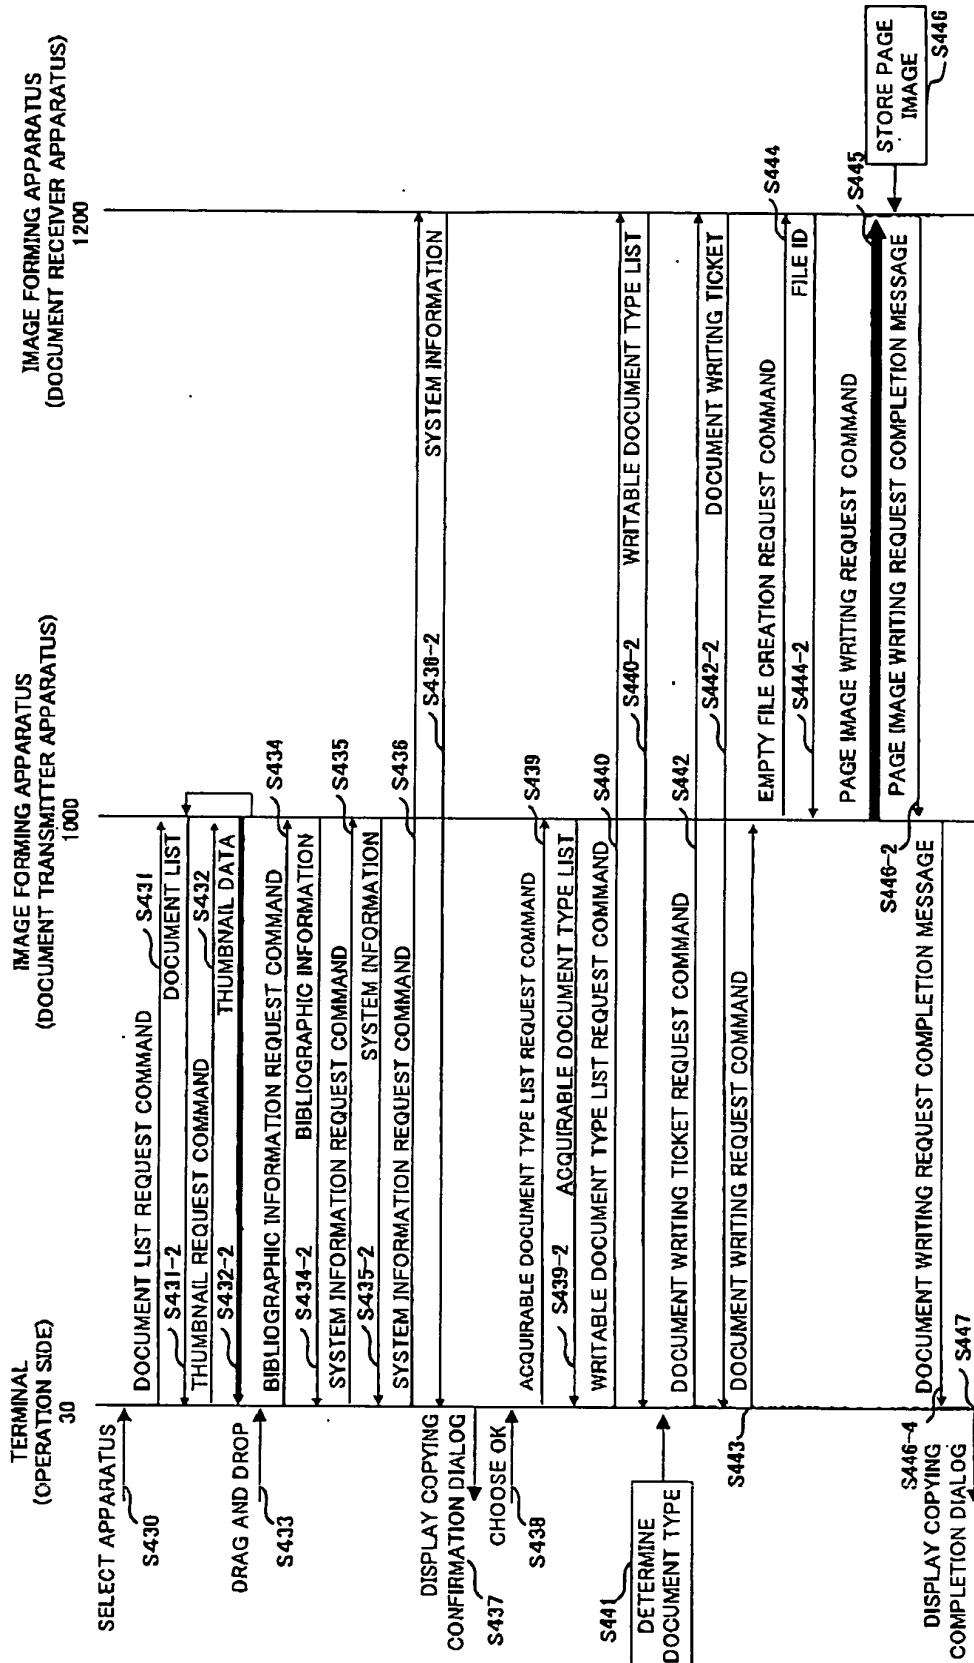 TERMINAL
(OPERATION SIDE)
30
IMAGE FORMING APPARATUS
(DOCUMENT TRANSMITTER APPARATUS)
1000
IMAGE FORMING APPARATUS
(DOCUMENT RECEIVER APPARATUS)
1200
SELECT APPARATUS
S430
DOCUMENT LIST REQUEST COMMAND
S431
S431-2
DOCUMENT LIST
THUMBNAIL REQUEST COMMAND
S432
S432-2
THUMBNAIL DATA
DRAG AND DROP
S433
BIBLIOGRAPHIC INFORMATION REQUEST COMMAND
S434
S434-2
BIBLIOGRAPHIC INFORMATION
SYSTEM INFORMATION REQUEST COMMAND
S435
S435-2
SYSTEM INFORMATION
SYSTEM INFORMATION REQUEST COMMAND
S436
S436-2
SYSTEM INFORMATION
DISPLAY COPYING
CONFIRMATION DIALOG
S437
CHOOSE OK
S438
ACQUIRABLE DOCUMENT TYPE LIST REQUEST COMMAND
S439
S439-2
ACQUIRABLE DOCUMENT TYPE LIST
WRITABLE DOCUMENT TYPE LIST REQUEST COMMAND
S440
S440-2
WRITABLE DOCUMENT TYPE LIST
S441
DETERMINE
DOCUMENT TYPE
DOCUMENT WRITING TICKET REQUEST COMMAND
S442
S442-2
DOCUMENT WRITING TICKET
DOCUMENT WRITING REQUEST COMMAND
S443
EMPTY FILE CREATION REQUEST COMMAND
S444
S444-2
FILE ID
PAGE IMAGE WRITING REQUEST COMMAND
S445
STORE PAGE
IMAGE
S446
PAGE IMAGE WRITING REQUEST COMPLETION MESSAGE
S446-2
DOCUMENT WRITING REQUEST COMPLETION MESSAGE
S446-4
DISPLAY COPYING
COMPLETION DIALOG
S447